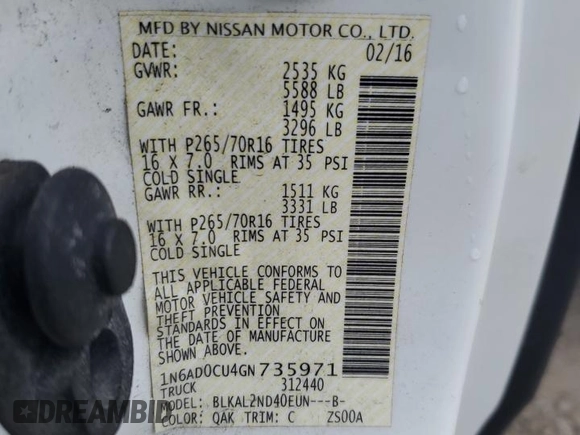 MFD BY NISSAN MOTOR CO., LTD.
DATE: 02/16
GVWR: 2535 KG
5588 LB
GAWR FR.: 1495 KG
3296 LB
WITH P265/70R16 TIRES
16 X 7.0 RIMS AT 35 PSI
COLD SINGLE
GAWR RR.: 1511 KG
3331 LB
WITH P265/70R16 TIRES
16 X 7.0 RIMS AT 35 PSI
COLD SINGLE
THIS VEHICLE CONFORMS TO
ALL APPLICABLE FEDERAL
MOTOR VEHICLE SAFETY AND
THEFT PREVENTION
STANDARDS IN EFFECT ON
THE DATE OF MANUFACTURE
SHOWN ABOVE.
1N6AD0CU4GN735971
TRUCK 312440
MODEL: BLKAL2ND40EUN---B-
COLOR: QAK TRIM: C ZS00A
EPIC.VIN